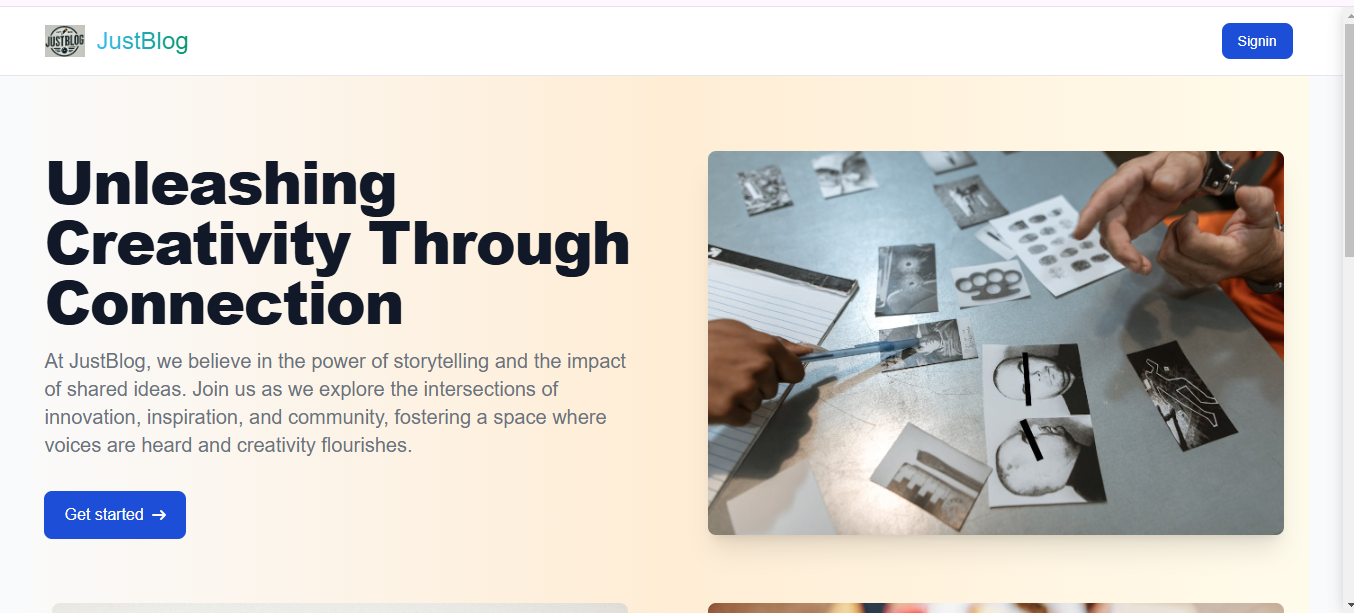 JUSTBLOG
JustBlog
Signin
Unleashing
Creativity Through
Connection
At JustBlog, we believe in the power of storytelling and the impact
of shared ideas. Join us as we explore the intersections of
innovation, inspiration, and community, fostering a space where
voices are heard and creativity flourishes.
Get started →